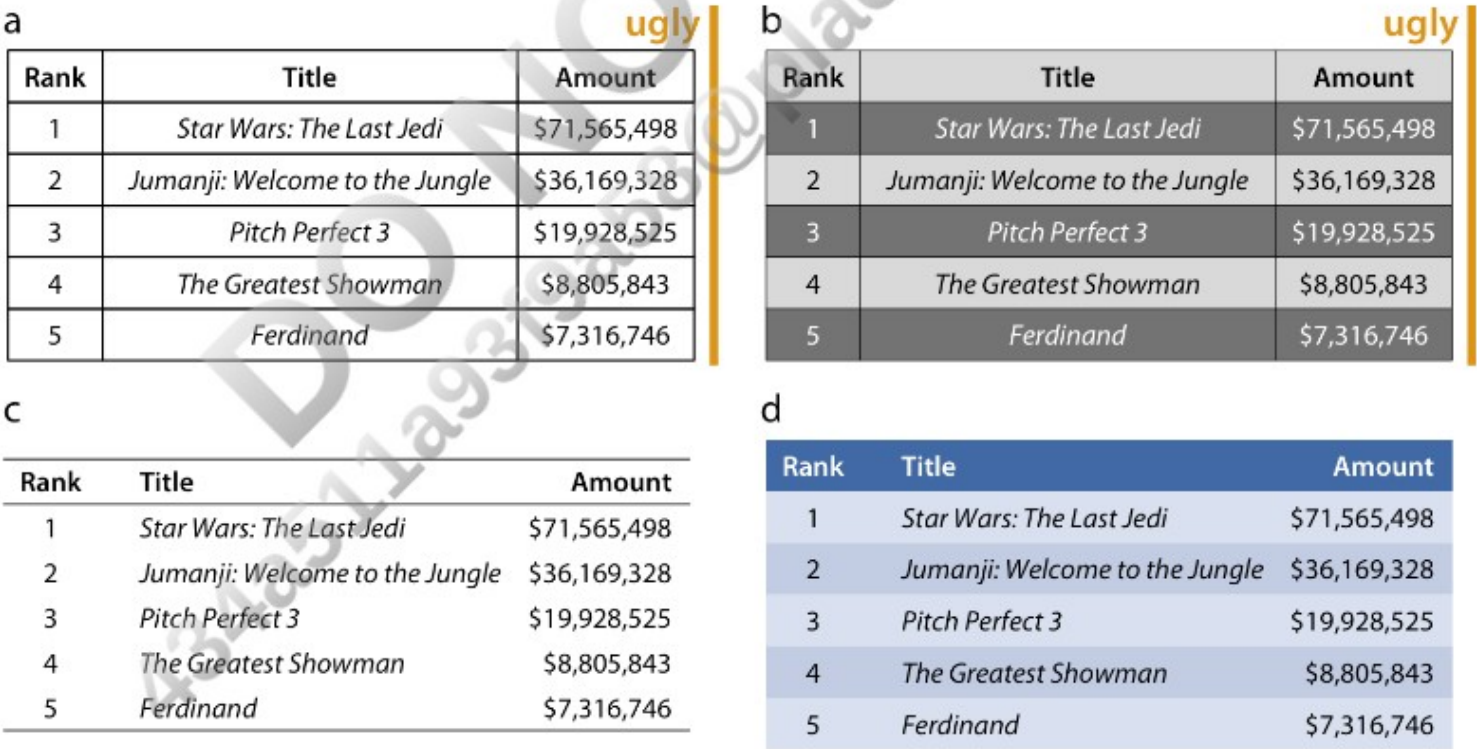 a
ugly
Rank Title Amount
1 Star Wars: The Last Jedi $71,565,498
2 Jumanji: Welcome to the Jungle $36,169,328
3 Pitch Perfect 3 $19,928,525
4 The Greatest Showman $8,805,843
5 Ferdinand $7,316,746
b
ugly
Rank Title Amount
1 Star Wars: The Last Jedi $71,565,498
2 Jumanji: Welcome to the Jungle $36,169,328
3 Pitch Perfect 3 $19,928,525
4 The Greatest Showman $8,805,843
5 Ferdinand $7,316,746
c
Rank Title Amount
1 Star Wars: The Last Jedi $71,565,498
2 Jumanji: Welcome to the Jungle $36,169,328
3 Pitch Perfect 3 $19,928,525
4 The Greatest Showman $8,805,843
5 Ferdinand $7,316,746
d
Rank Title Amount
1 Star Wars: The Last Jedi $71,565,498
2 Jumanji: Welcome to the Jungle $36,169,328
3 Pitch Perfect 3 $19,928,525
4 The Greatest Showman $8,805,843
5 Ferdinand $7,316,746
DO NO